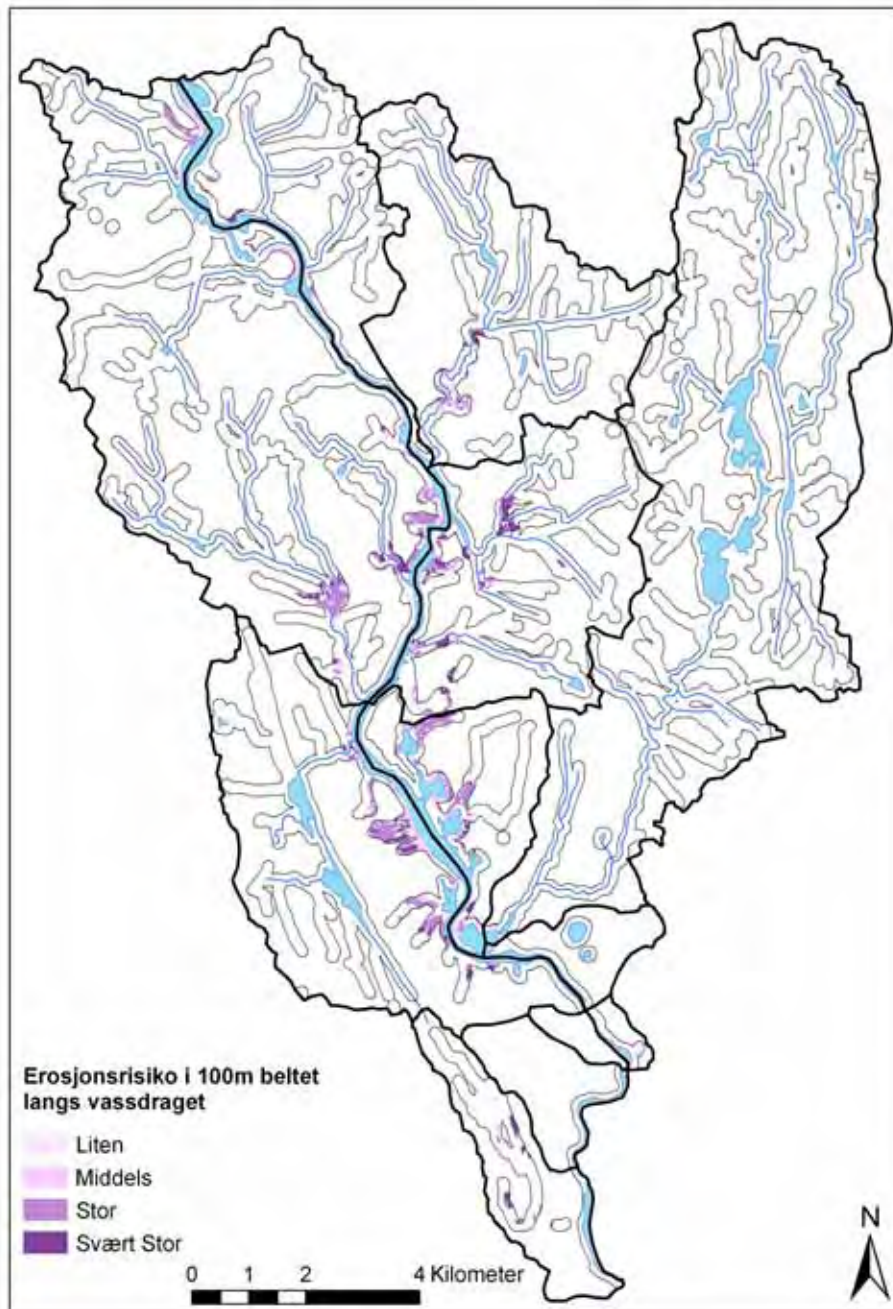 Erosjonsrisiko i 100m beltet
langs vassdraget
Liten
Middels
Stor
Svært Stor
0 1 2 4 Kilometer
N